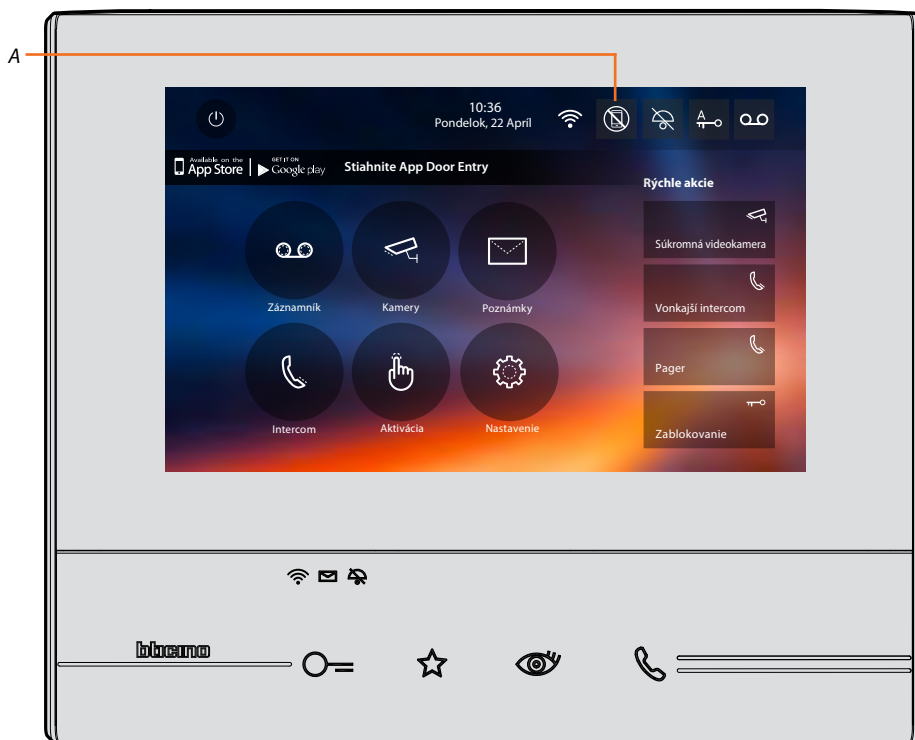 A
10:36
Pondelok, 22 Apríl
A
Available on the
App Store
GET IT ON
Google play
Stiahnite App Door Entry
Rýchle akcie
Súkromná videokamera
Vonkajší intercom
Pager
Zablokovanie
Záznamník
Kamery
Poznámky
Intercom
Aktivácia
Nastavenie
bticino